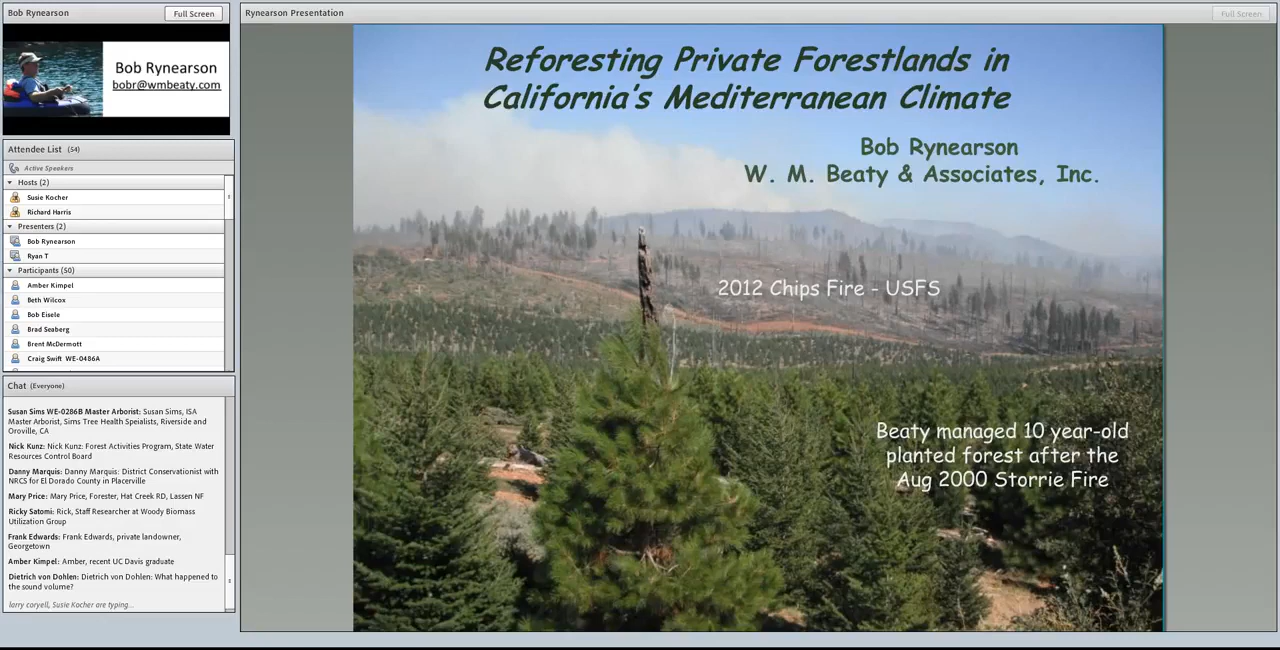 Bob Rynearson
Full Screen
Bob Rynearson
bobr@wmbeaty.com
Attendee List (54)
Active Speakers
Hosts (2)
Susie Kocher
Richard Harris
Presenters (2)
Bob Rynearson
Ryan T
Participants (50)
Amber Kimpel
Beth Wilcox
Bob Eisele
Brad Seaberg
Brent McDermott
Craig Swift WE-0486A
Chat (Everyone)
Susan Sims WE-0286B Master Arborist: Susan Sims, ISA
Master Arborist, Sims Tree Health Speialists, Riverside and
Oroville, CA
Nick Kunz: Nick Kunz: Forest Activities Program, State Water
Resources Control Board
Danny Marquis: Danny Marquis: District Conservationist with
NRCS for El Dorado County in Placerville
Mary Price: Mary Price, Forester, Hat Creek RD, Lassen NF
Ricky Satomi: Rick, Staff Researcher at Woody Biomass
Utilization Group
Frank Edwards: Frank Edwards, private landowner,
Georgetown
Amber Kimpel: Amber, recent UC Davis graduate
Dietrich von Dohlen: Dietrich von Dohlen: What happened to
the sound volume?
larry coryell, Susie Kocher are typing...
Rynearson Presentation
Full Screen
Reforesting Private Forestlands in
California's Mediterranean Climate
Bob Rynearson
W. M. Beaty & Associates, Inc.
2012 Chips Fire - USFS
Beaty managed 10 year-old
planted forest after the
Aug 2000 Storrie Fire